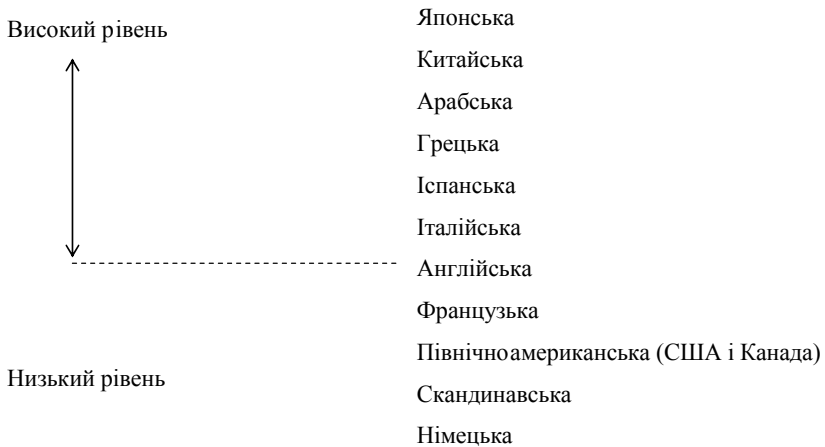 Високий рівень
Японська
Китайська
Арабська
Грецька
Іспанська
Італійська
Англійська
Французька
Північноамериканська (США і Канада)
Низький рівень
Скандинавська
Німецька